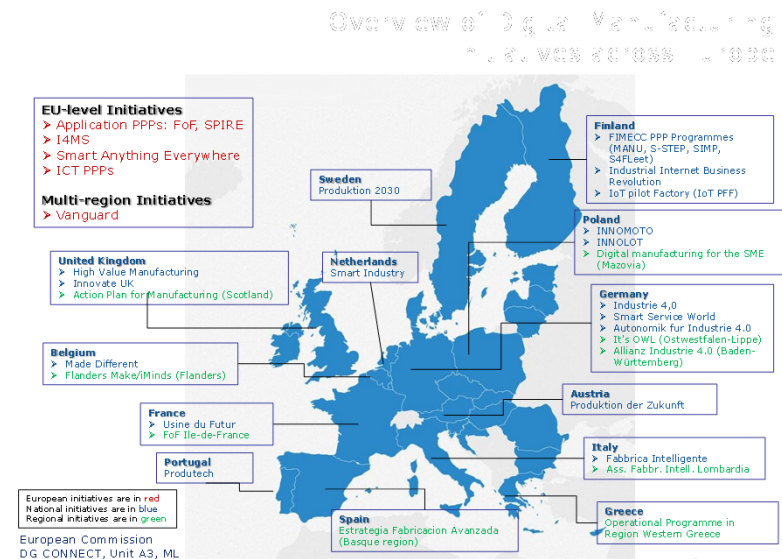 Overview of Digital Manufacturing
Initiatives across Europe
EU-level Initiatives
➢ Application PPPs: FoF, SPIRE
➢ I4MS
➢ Smart Anything Everywhere
➢ ICT PPPs
Multi-region Initiatives
➢ Vanguard
Finland
➢ FIMECC PPP Programmes
(MANU, S-STEP, SIMP,
S4FLeet)
➢ Industrial Internet Business
Revolution
➢ IoT pilot Factory (IoT PFF)
Sweden
Produktion 2030
Poland
➢ INNOMOTO
➢ INNOLOT
➢ Digital manufacturing for the SME
(Mazovia)
United Kingdom
➢ High Value Manufacturing
➢ Innovate UK
➢ Action Plan for Manufacturing (Scotland)
Netherlands
Smart Industry
Germany
➢ Industrie 4,0
➢ Smart Service World
➢ Autonomik fur Industrie 4.0
➢ It's OWL (Ostwestfalen-Lippe)
➢ Allianz Industrie 4.0 (Baden-
Württemberg)
Belgium
➢ Made Different
➢ Flanders Make/iMinds (Flanders)
Austria
Produktion der Zukunft
France
➢ Usine du Futur
➢ FoF Ile-de-France
Italy
➢ Fabbrica Intelligente
➢ Ass. Fabbr. Intell. Lombardia
Portugal
Produtech
Spain
Estrategia Fabricacion Avanzada
(Basque region)
Greece
Operational Programme in
Region Western Greece
European initiatives are in red
National initiatives are in blue
Regional initiatives are in green
European Commission
DG CONNECT, Unit A3, ML